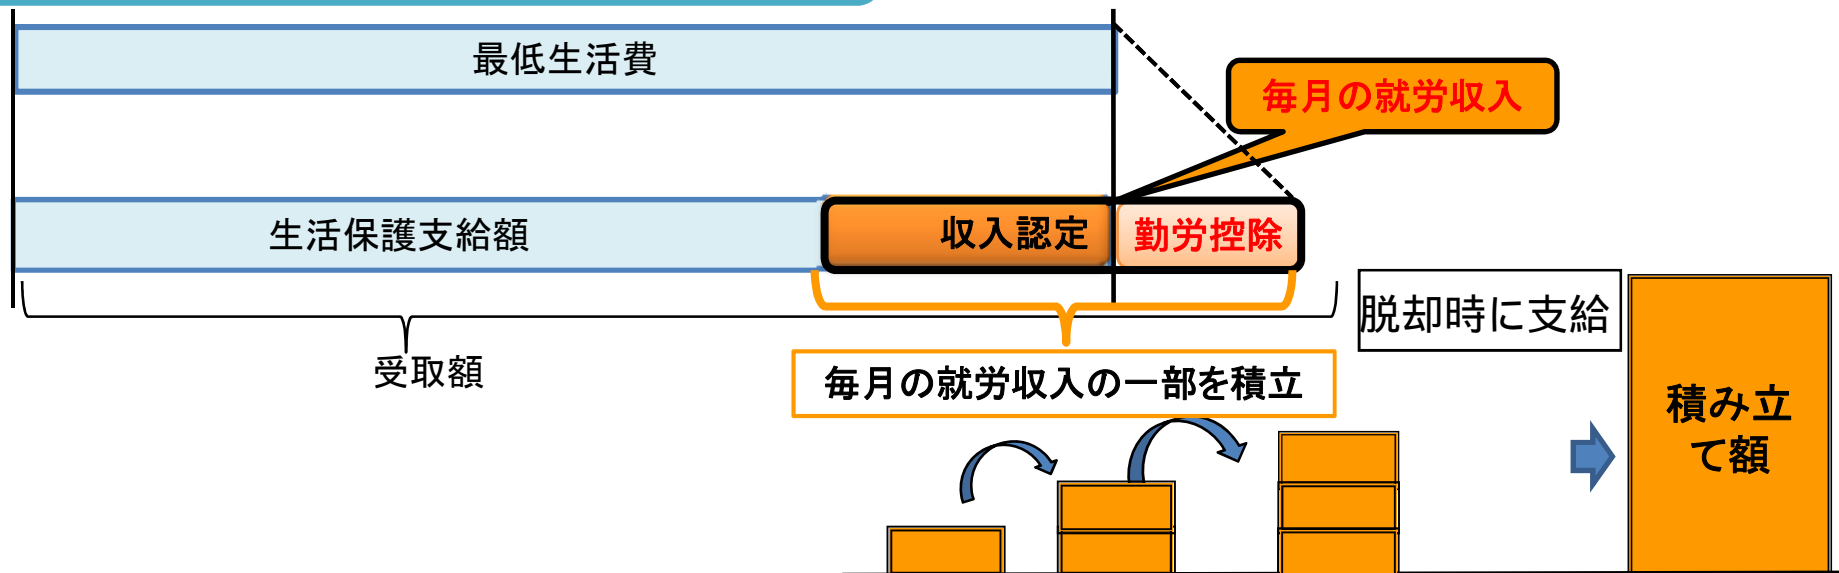 最低生活費
毎月の就労収入
生活保護支給額
収入認定
勤労控除
脱却時に支給
受取額
毎月の就労収入の一部を積立
積み立
て額